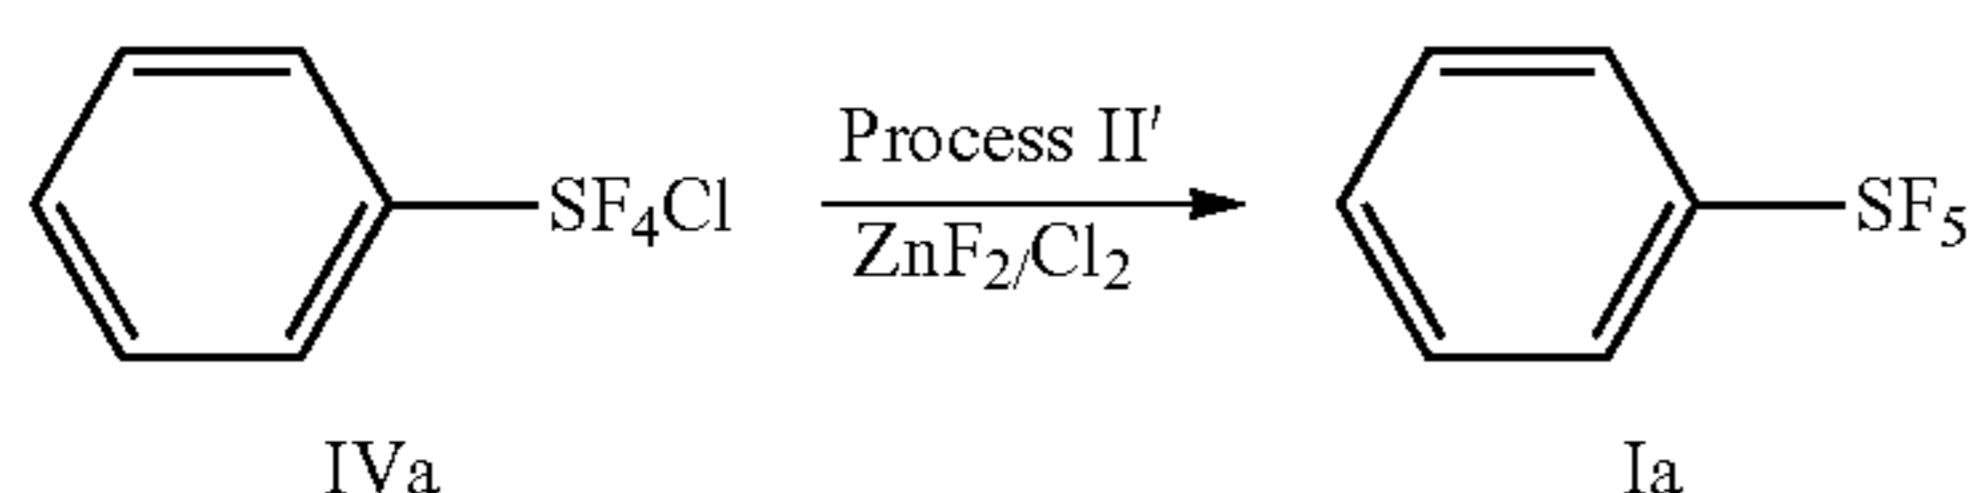 Process II′
SF₄Cl
ZnF₂/Cl₂
SF₅
IVa
Ia